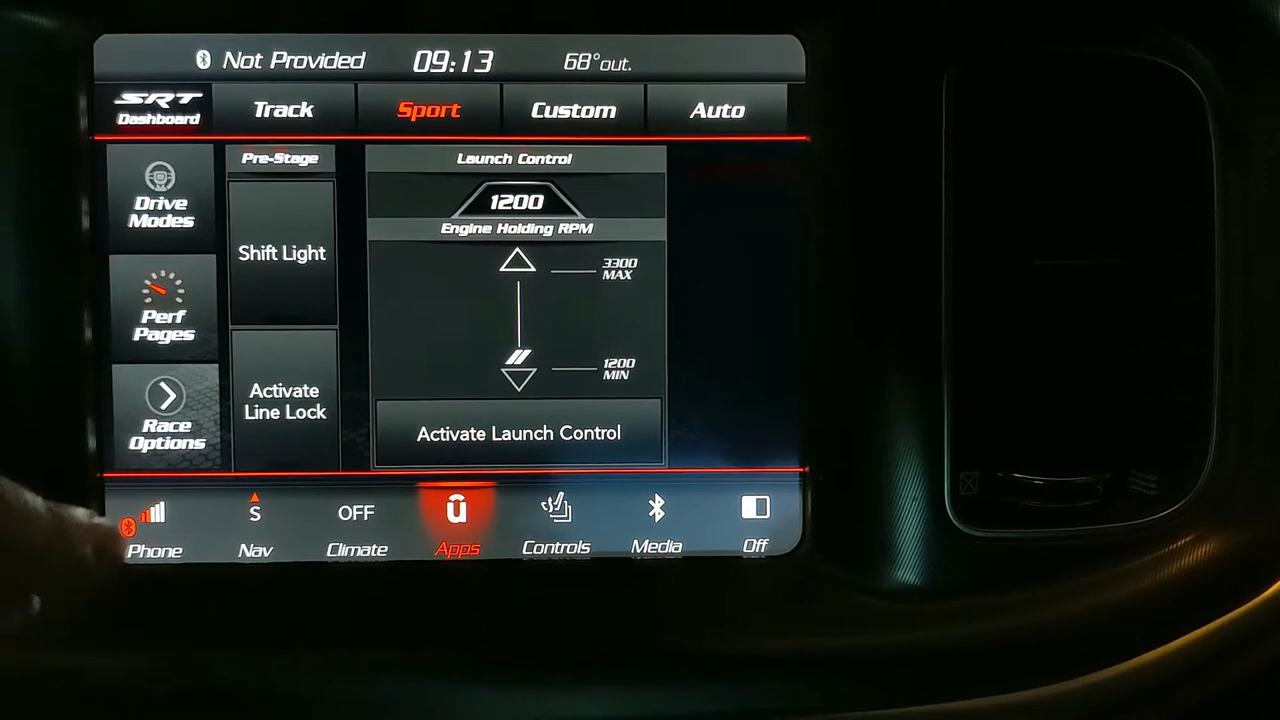 Not Provided 09:13 68°out.
SRT Dashboard Track Sport Custom Auto
Drive
Modes
Perf
Pages
Race
Options
Pre-Stage
Shift Light
Activate
Line Lock
Launch Control
1200
Engine Holding RPM
3300
MAX
1200
MIN
Activate Launch Control
S OFF û
Phone Nav Climate Apps Controls Media Off